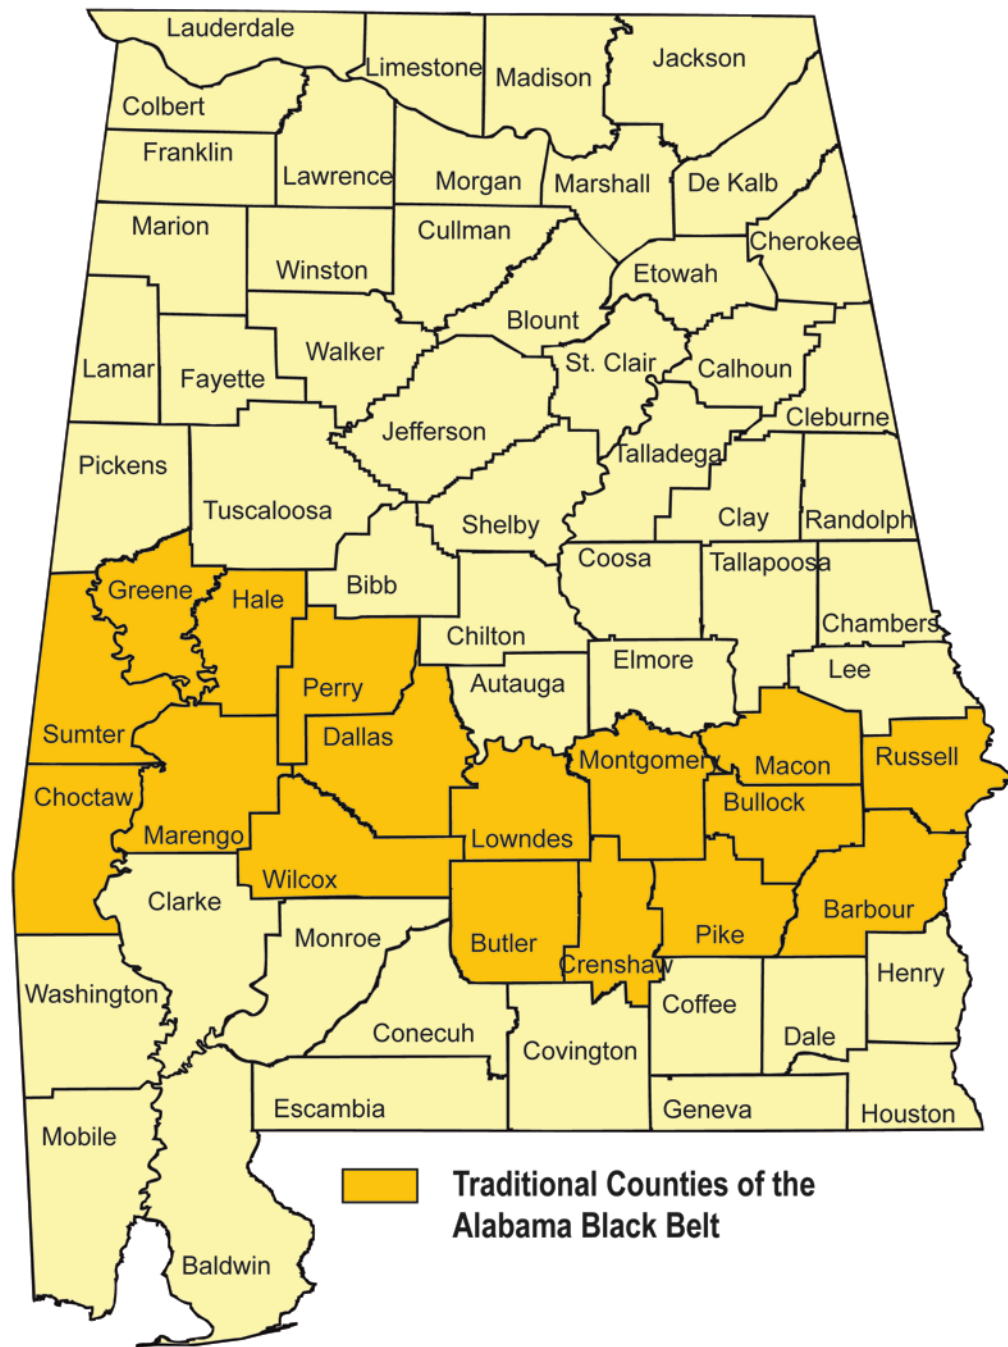 Lauderdale
Limestone
Madison
Jackson
Colbert
Franklin
Lawrence
Morgan
Marshall
De Kalb
Marion
Winston
Cullman
Cherokee
Etowah
Blount
Lamar
Fayette
Walker
St. Clair
Calhoun
Cleburne
Jefferson
Talladega
Pickens
Tuscaloosa
Shelby
Clay
Randolph
Greene
Hale
Bibb
Coosa
Tallapoosa
Chilton
Chambers
Perry
Autauga
Elmore
Lee
Sumter
Dallas
Montgomery
Macon
Russell
Choctaw
Marengo
Lowndes
Bullock
Clarke
Wilcox
Monroe
Butler
Crenshaw
Pike
Barbour
Washington
Conecuh
Covington
Coffee
Dale
Henry
Mobile
Escambia
Geneva
Houston
Baldwin
Traditional Counties of the
Alabama Black Belt